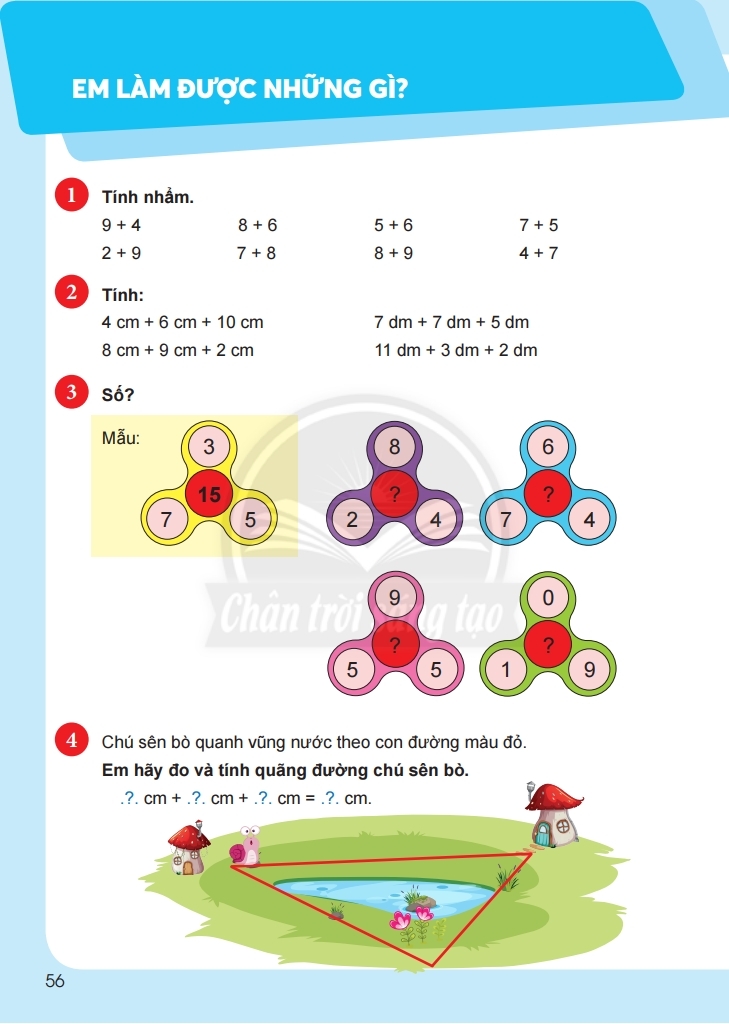 EM LÀM ĐƯỢC NHỮNG GÌ?
1 Tính nhẩm.
9 + 4 8 + 6 5 + 6 7 + 5
2 + 9 7 + 8 8 + 9 4 + 7
2 Tính:
4 cm + 6 cm + 10 cm 7 dm + 7 dm + 5 dm
8 cm + 9 cm + 2 cm 11 dm + 3 dm + 2 dm
3 Số?
Mẫu:
3
15
7 5
8
?
2 4
6
?
7 4
Chân trời sáng tạo
9
?
5 5
0
?
1 9
4 Chú sên bò quanh vũng nước theo con đường màu đỏ.
Em hãy đo và tính quãng đường chú sên bò.
.?. cm + .?. cm + .?. cm = .?. cm.
56